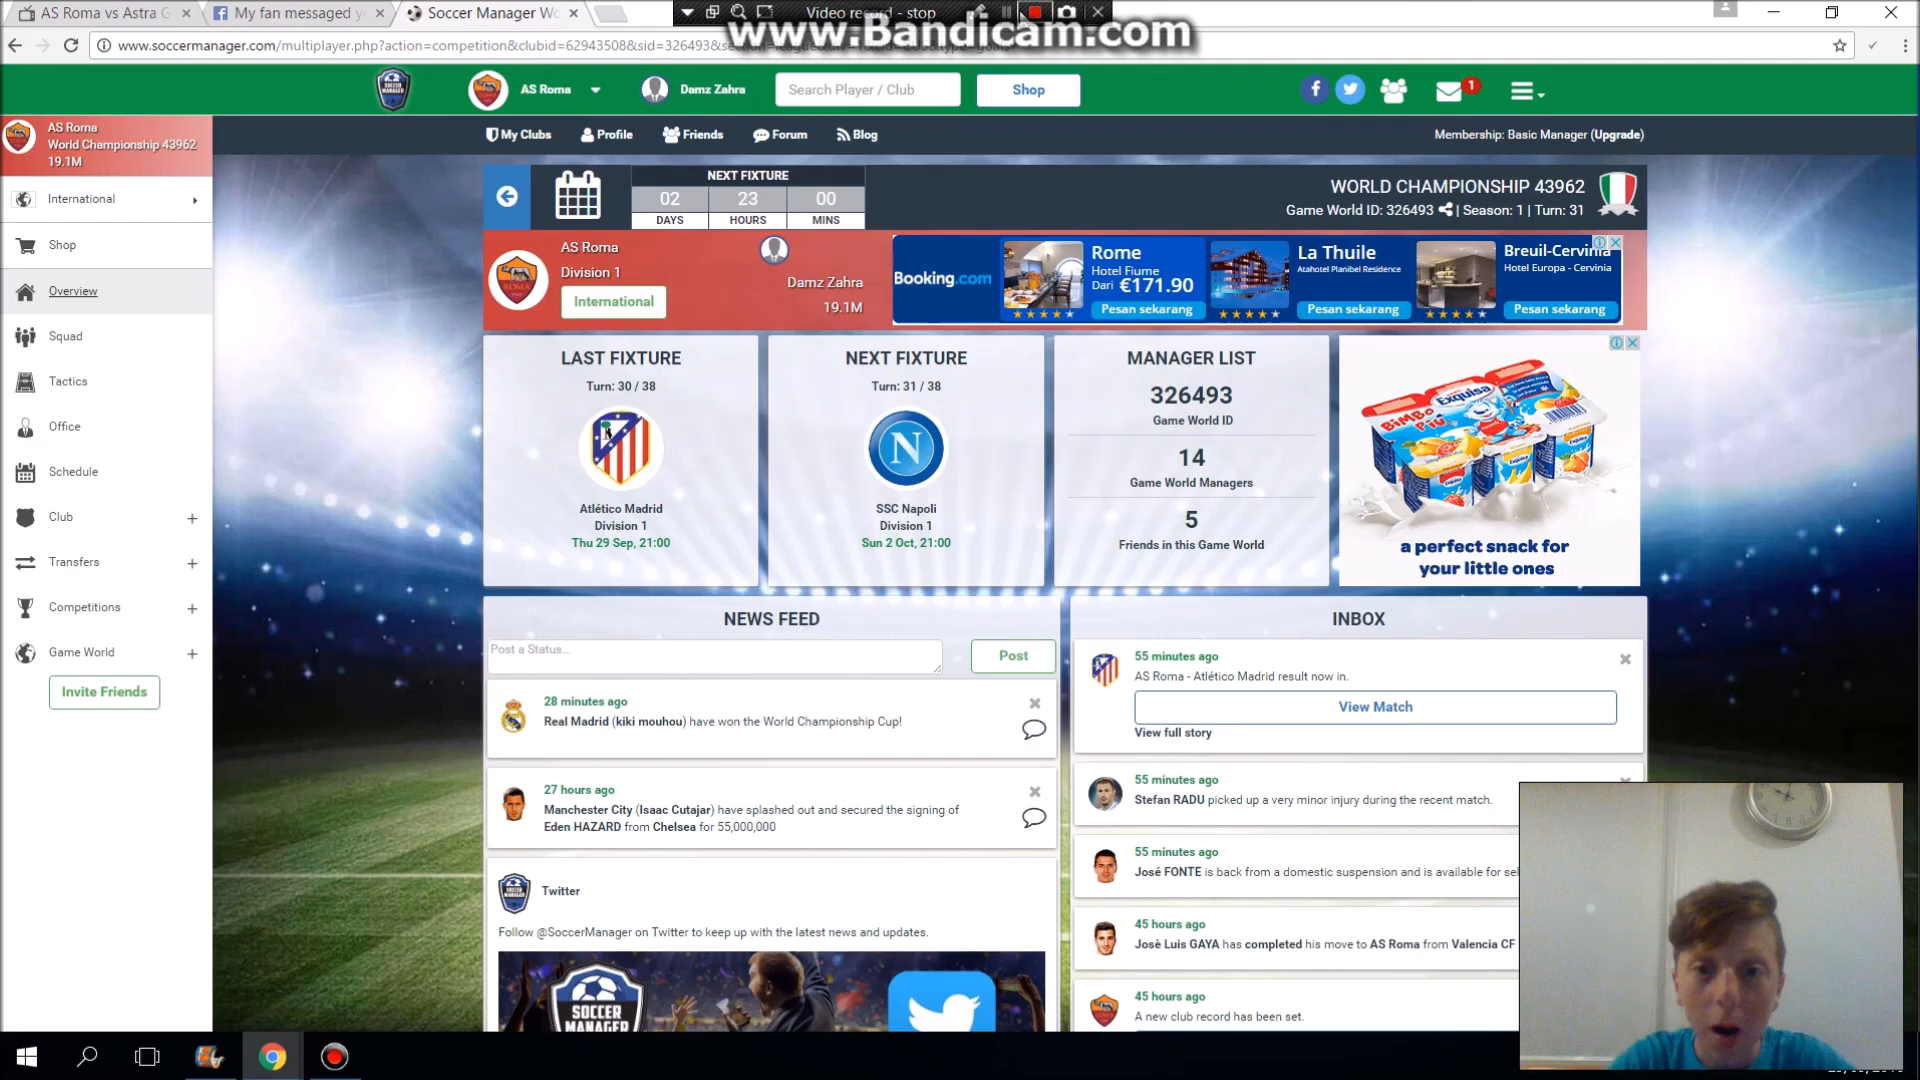 AS Roma vs Astra G
My fan messaged y
Soccer Manager Wo
Video record - stop
www.Bandicam.com
www.soccermanager.com/multiplayer.php?action=competition&clubid=62943508&sid=326493&
AS Roma
Damz Zahra
Search Player / Club
Shop
1
AS Roma
World Championship 43962
19.1M
My Clubs
Profile
Friends
Forum
Blog
Membership: Basic Manager (Upgrade)
International
Shop
Overview
Squad
Tactics
Office
Schedule
Club
Transfers
Competitions
Game World
Invite Friends
NEXT FIXTURE
02 23 00
DAYS HOURS MINS
WORLD CHAMPIONSHIP 43962
Game World ID: 326493 | Season: 1 | Turn: 31
AS Roma
Division 1
International
Damz Zahra
19.1M
Booking.com
Rome
Hotel Fiume
Dari €171.90
Pesan sekarang
La Thuile
Atahotel Planibel Residence
Pesan sekarang
Breuil-Cervinia
Hotel Europa - Cervinia
Pesan sekarang
LAST FIXTURE
Turn: 30 / 38
Atlético Madrid
Division 1
Thu 29 Sep, 21:00
NEXT FIXTURE
Turn: 31 / 38
N
SSC Napoli
Division 1
Sun 2 Oct, 21:00
MANAGER LIST
326493
Game World ID
14
Game World Managers
5
Friends in this Game World
Exquisa
BiMBo
Più
a perfect snack for
your little ones
NEWS FEED
Post a Status...
Post
28 minutes ago
Real Madrid (kiki mouhou) have won the World Championship Cup!
27 hours ago
Manchester City (Isaac Cutajar) have splashed out and secured the signing of
Eden HAZARD from Chelsea for 55,000,000
Twitter
Follow @SoccerManager on Twitter to keep up with the latest news and updates.
SOCCER
MANAGER
INBOX
55 minutes ago
AS Roma - Atlético Madrid result now in.
View Match
View full story
55 minutes ago
Stefan RADU picked up a very minor injury during the recent match.
55 minutes ago
José FONTE is back from a domestic suspension and is available for sel
45 hours ago
Josè Luis GAYA has completed his move to AS Roma from Valencia CF
45 hours ago
A new club record has been set.